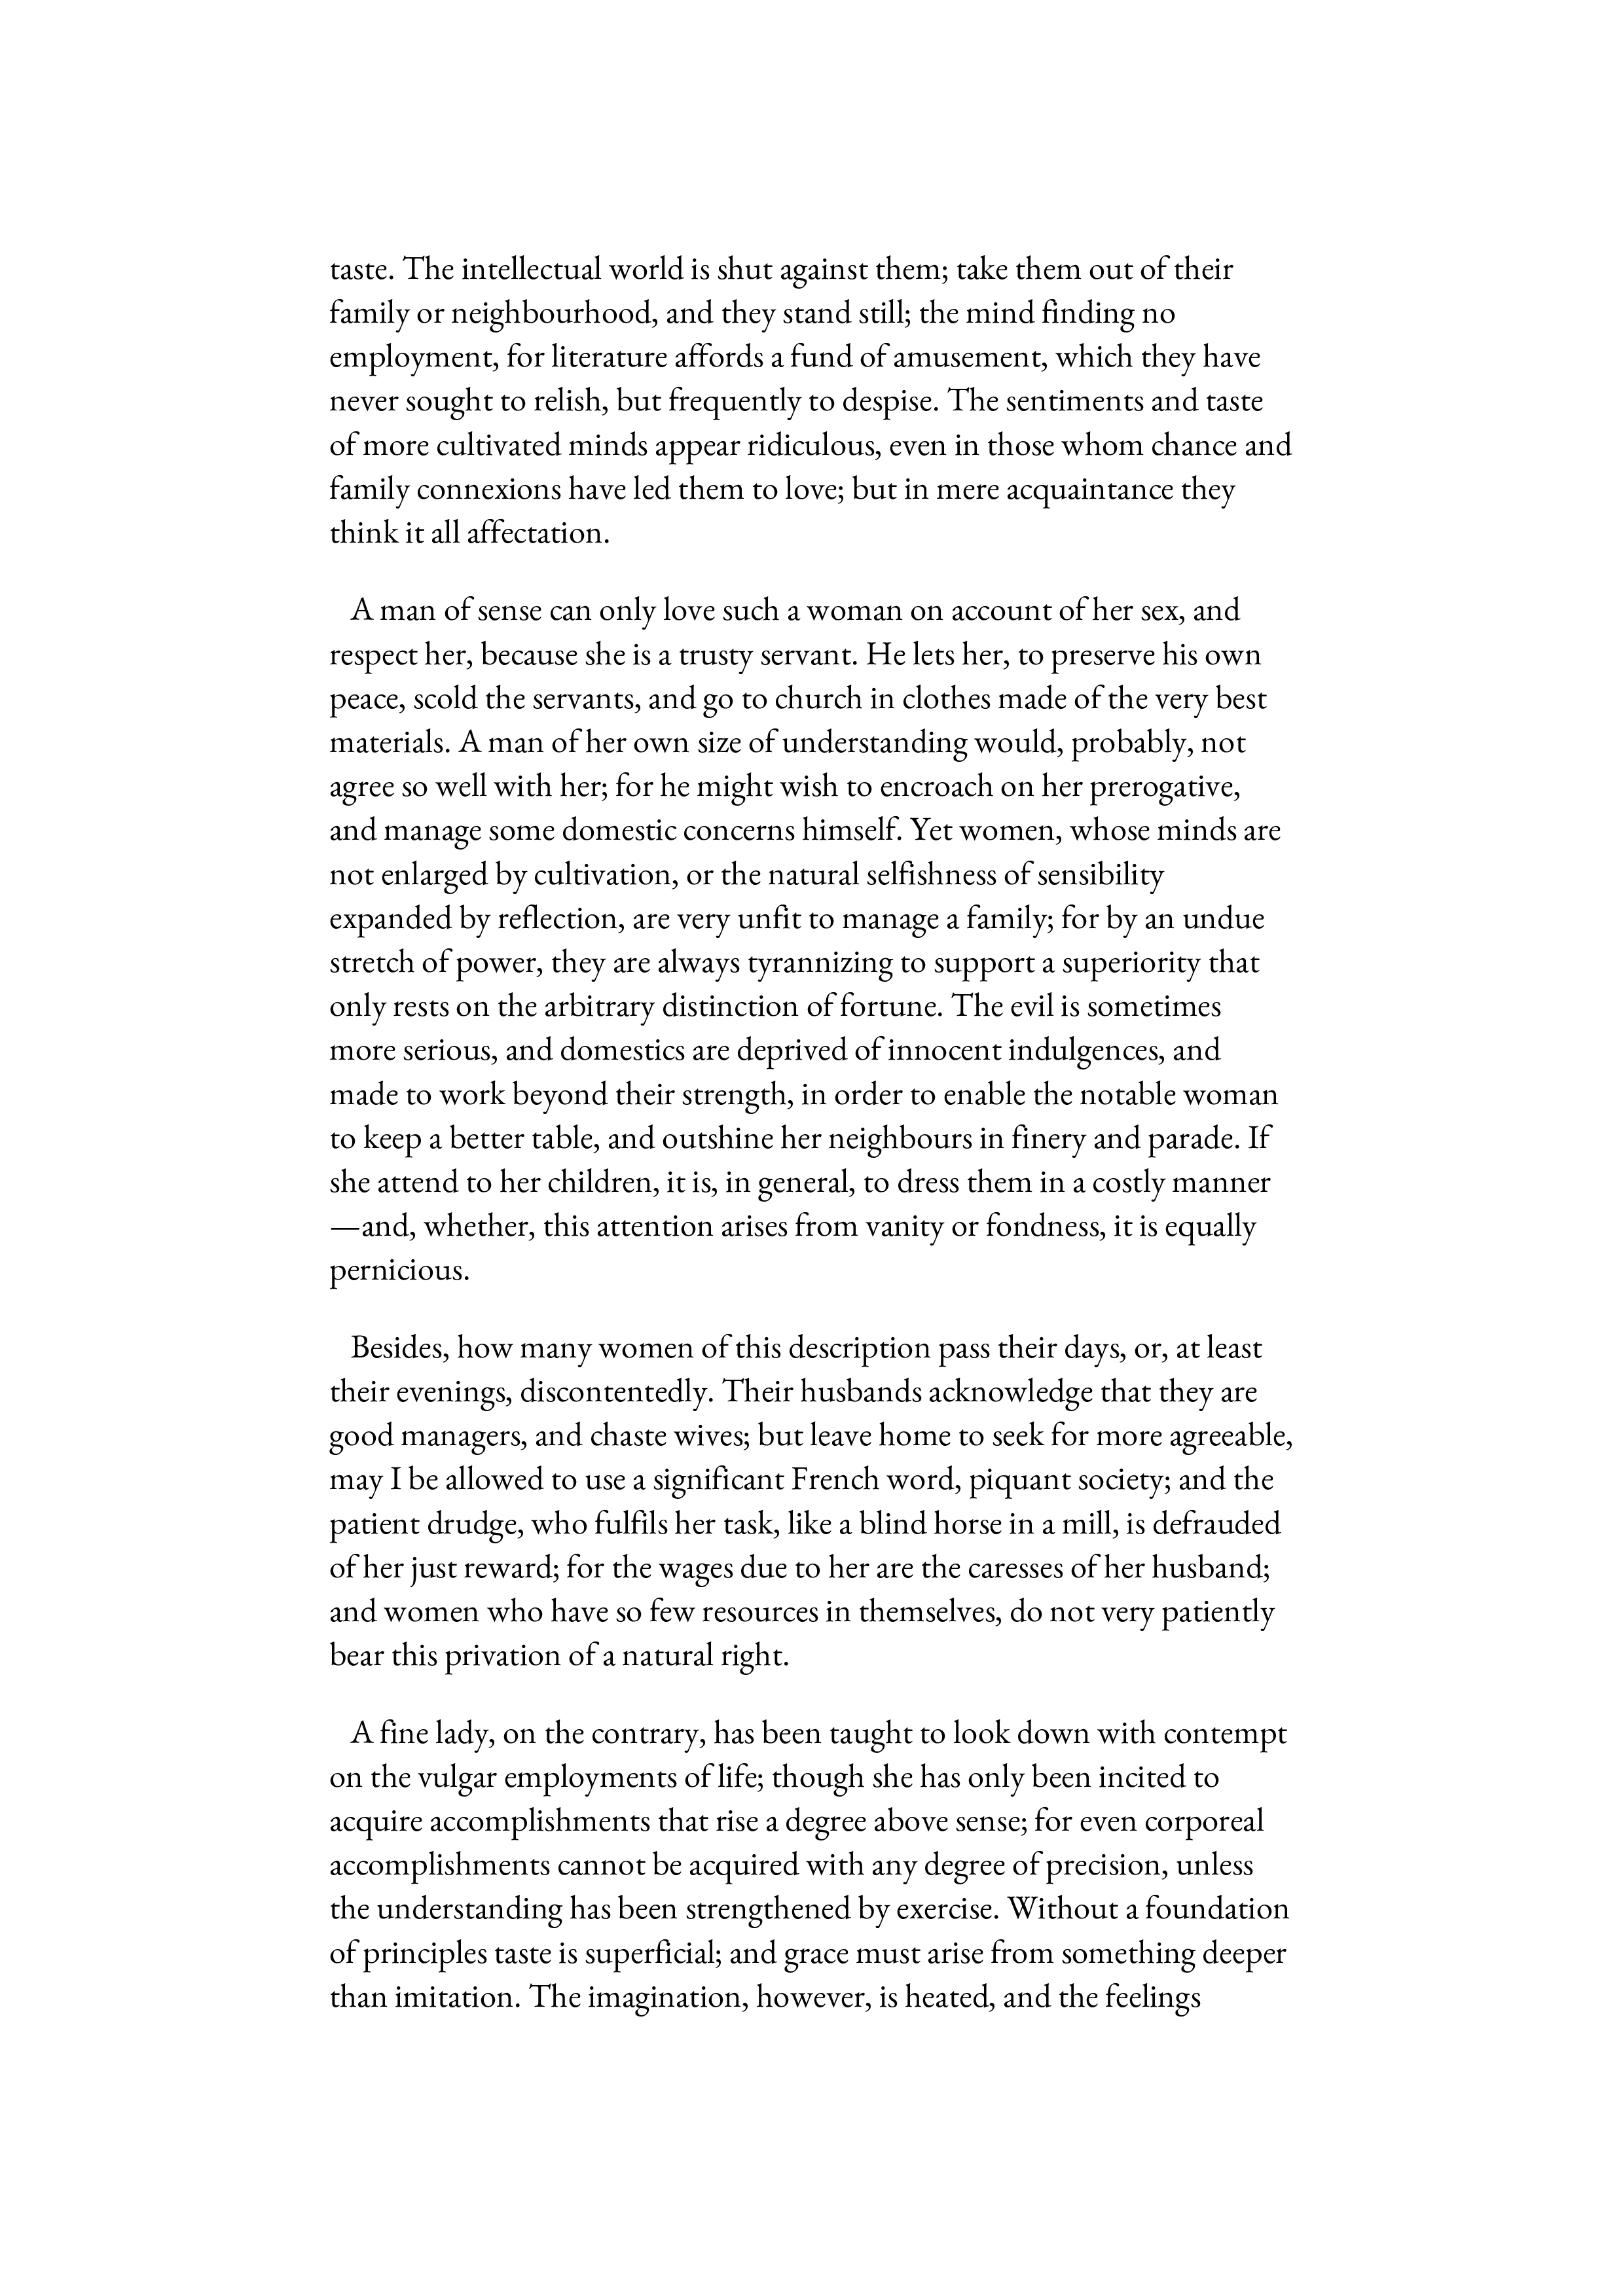 taste. The intellectual world is shut against them; take them out of their
family or neighbourhood, and they stand still; the mind finding no
employment, for literature affords a fund of amusement, which they have
never sought to relish, but frequently to despise. The sentiments and taste
of more cultivated minds appear ridiculous, even in those whom chance and
family connexions have led them to love; but in mere acquaintance they
think it all affectation.
A man of sense can only love such a woman on account of her sex, and
respect her, because she is a trusty servant. He lets her, to preserve his own
peace, scold the servants, and go to church in clothes made of the very best
materials. A man of her own size of understanding would, probably, not
agree so well with her; for he might wish to encroach on her prerogative,
and manage some domestic concerns himself. Yet women, whose minds are
not enlarged by cultivation, or the natural selfishness of sensibility
expanded by reflection, are very unfit to manage a family; for by an undue
stretch of power, they are always tyrannizing to support a superiority that
only rests on the arbitrary distinction of fortune. The evil is sometimes
more serious, and domestics are deprived of innocent indulgences, and
made to work beyond their strength, in order to enable the notable woman
to keep a better table, and outshine her neighbours in finery and parade. If
she attend to her children, it is, in general, to dress them in a costly manner
—and, whether, this attention arises from vanity or fondness, it is equally
pernicious.
Besides, how many women of this description pass their days, or, at least
their evenings, discontentedly. Their husbands acknowledge that they are
good managers, and chaste wives; but leave home to seek for more agreeable,
may I be allowed to use a significant French word, piquant society; and the
patient drudge, who fulfils her task, like a blind horse in a mill, is defrauded
of her just reward; for the wages due to her are the caresses of her husband;
and women who have so few resources in themselves, do not very patiently
bear this privation of a natural right.
A fine lady, on the contrary, has been taught to look down with contempt
on the vulgar employments of life; though she has only been incited to
acquire accomplishments that rise a degree above sense; for even corporeal
accomplishments cannot be acquired with any degree of precision, unless
the understanding has been strengthened by exercise. Without a foundation
of principles taste is superficial; and grace must arise from something deeper
than imitation. The imagination, however, is heated, and the feelings